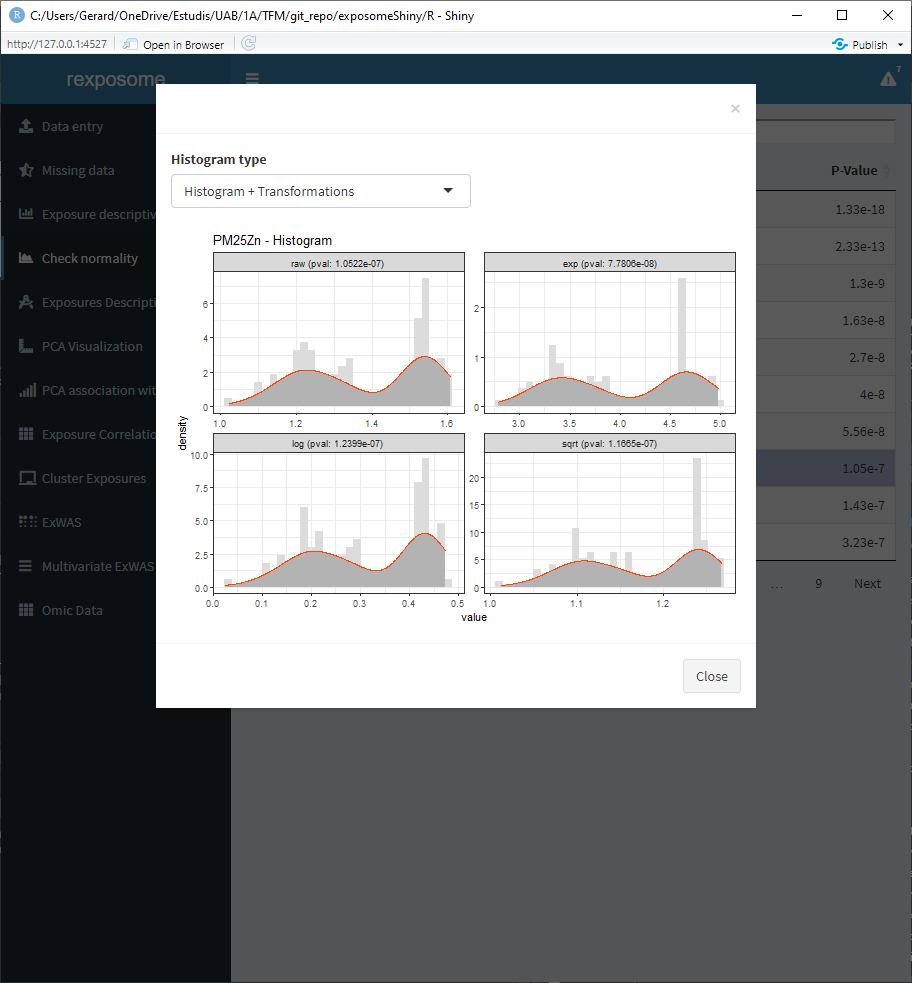 C:/Users/Gerard/OneDrive/Estudis/UAB/1A/TFM/git_repo/exposomeShiny/R - Shiny
http://127.0.0.1:4527 Open in Browser Publish
rexposome 7
×
Data entry
Missing data
Exposure descriptiv
Check normality
Exposures Descripti
PCA Visualization
PCA association wit
Exposure Correlatio
Cluster Exposures
ExWAS
Multivariate ExWAS
Omic Data
Histogram type
Histogram + Transformations
PM25Zn - Histogram
raw (pval: 1.0522e-07)
6
4
2
0
1.0 1.2 1.4 1.6
exp (pval: 7.7806e-08)
2
1
0
3.0 3.5 4.0 4.5 5.0
density
log (pval: 1.2399e-07)
10.0
7.5
5.0
2.5
0.0
0.0 0.1 0.2 0.3 0.4 0.5
sqrt (pval: 1.1665e-07)
20
15
10
5
0
1.0 1.1 1.2
value
Close
P-Value
1.33e-18
2.33e-13
1.3e-9
1.63e-8
2.7e-8
4e-8
5.56e-8
1.05e-7
1.43e-7
3.23e-7
... 9 Next